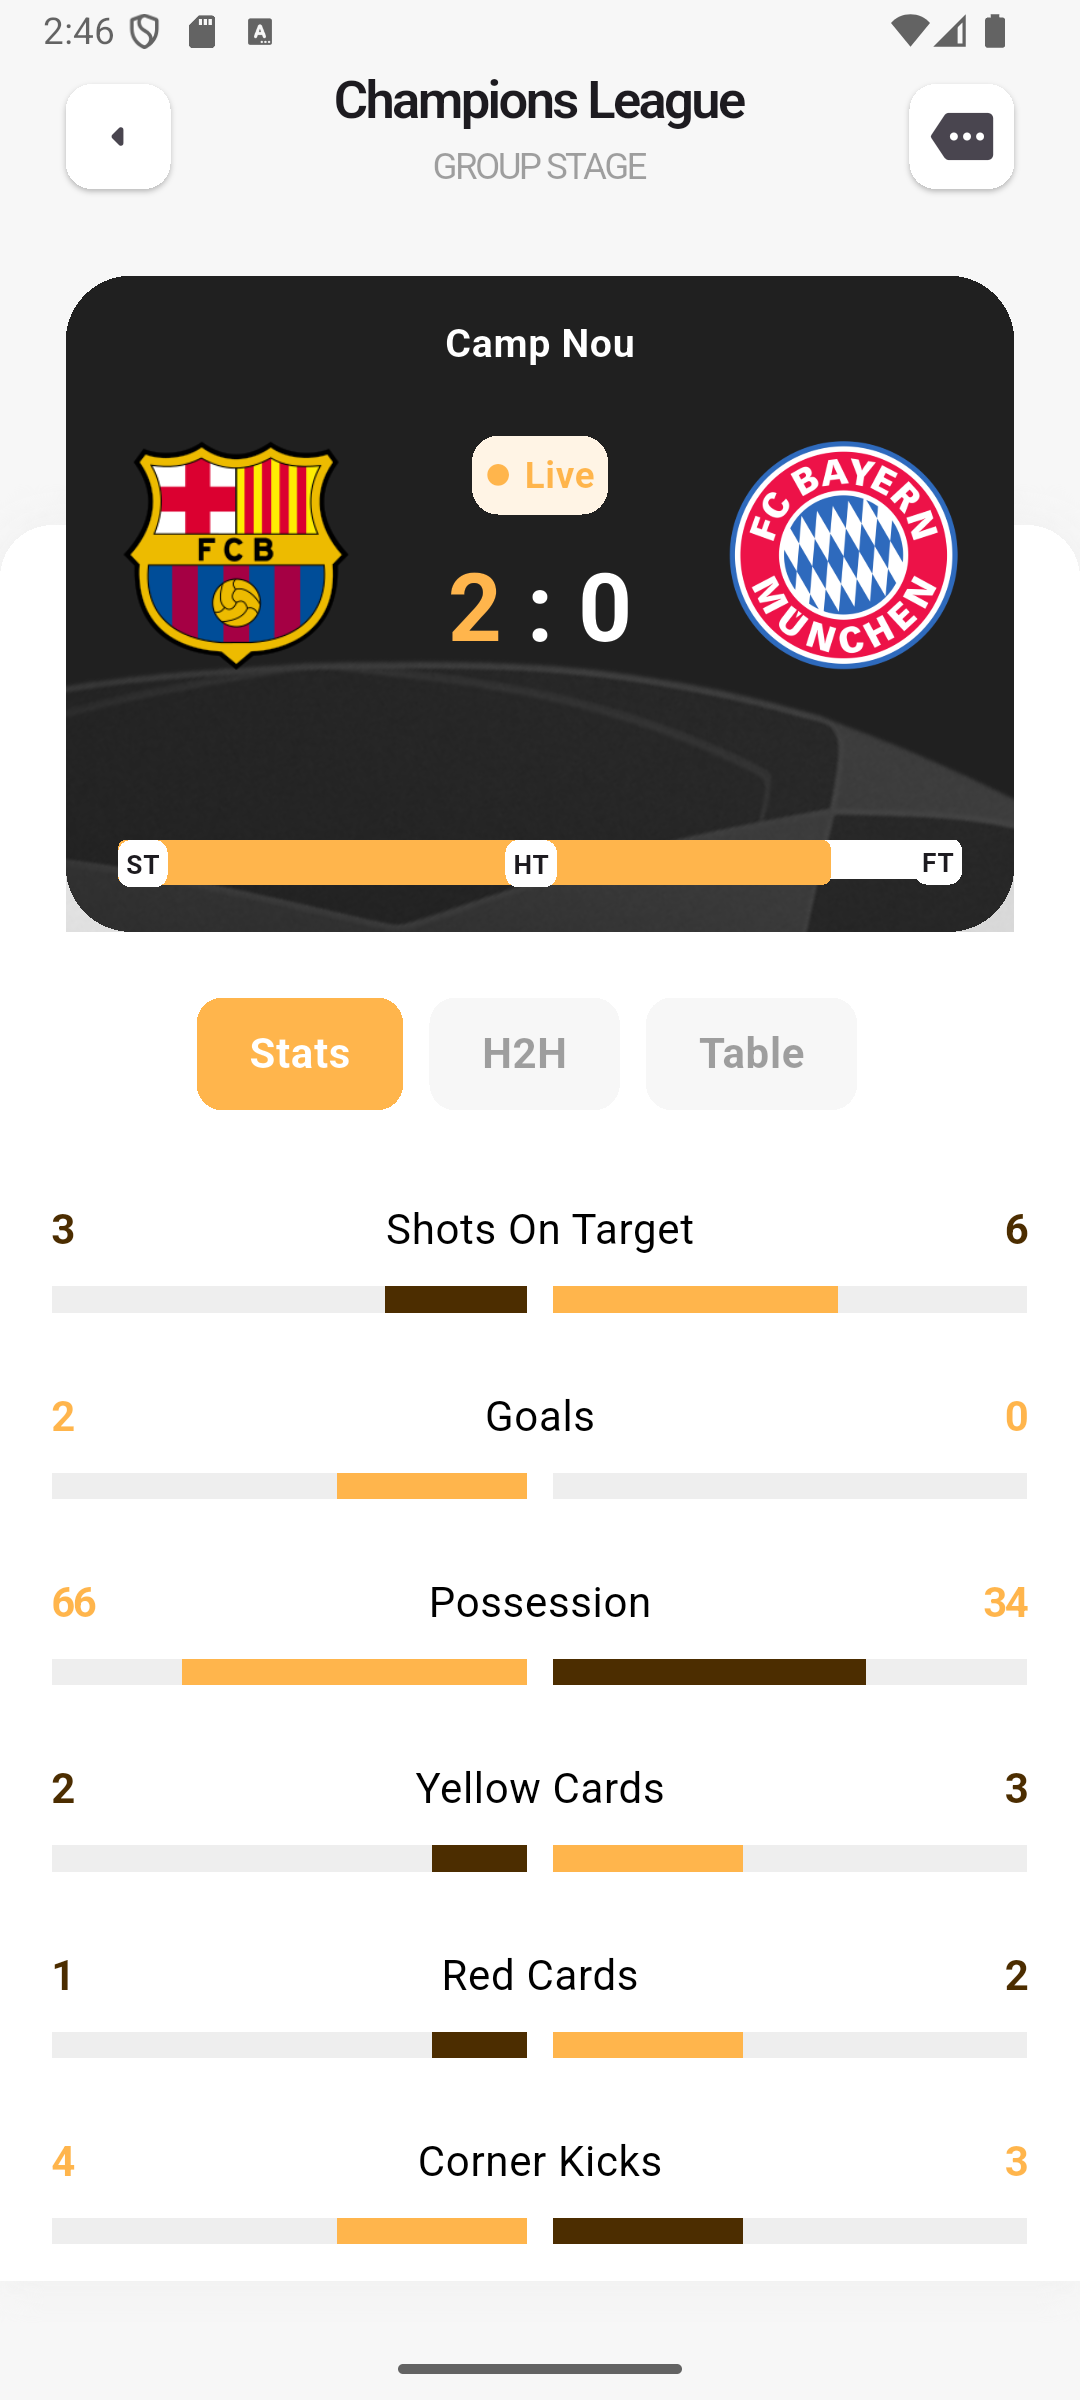 2:46
Champions League
GROUP STAGE
Camp Nou
FCB
Live
FC BAYERN
MÜNCHEN
2 : 0
ST HT FT
Stats H2H Table
3 Shots On Target 6
2 Goals 0
66 Possession 34
2 Yellow Cards 3
1 Red Cards 2
4 Corner Kicks 3